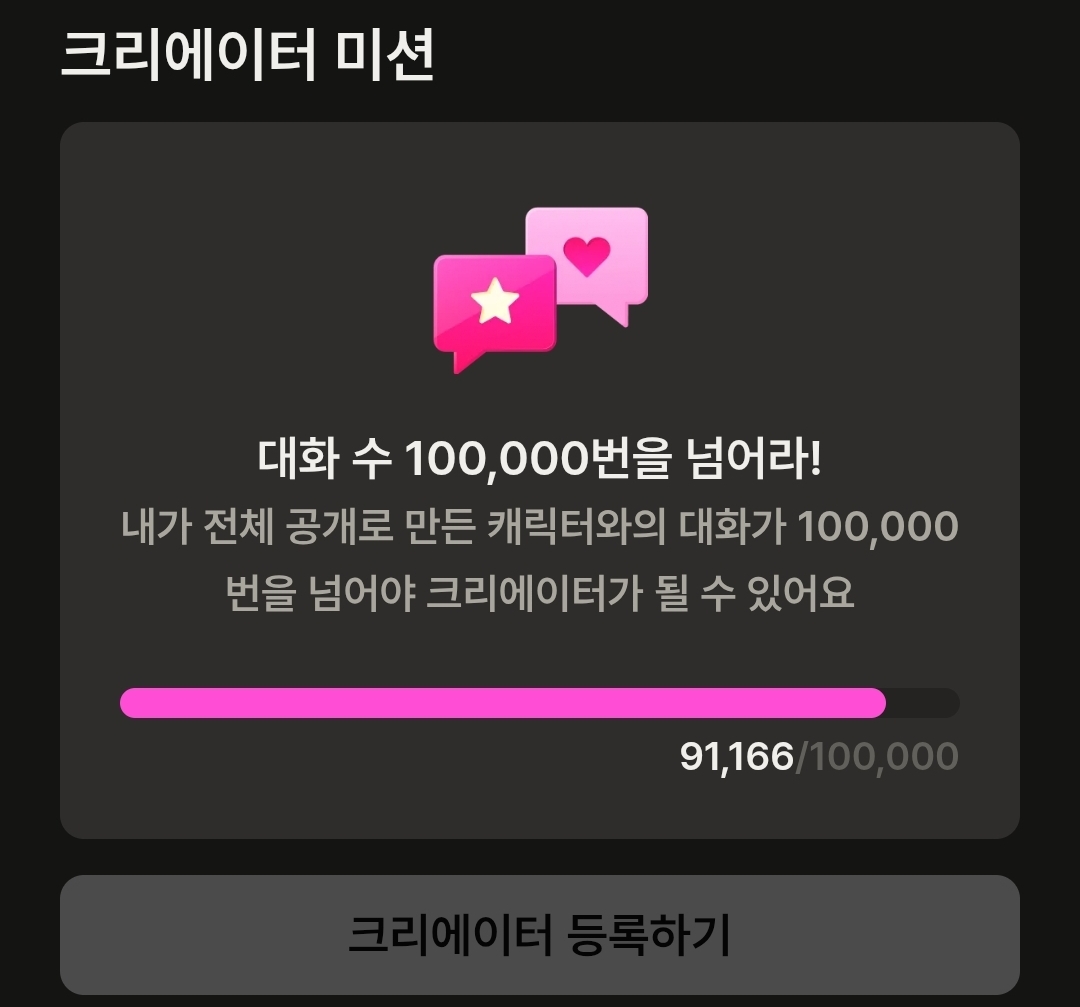 크리에이터 미션
대화 수 100,000번을 넘어라!
내가 전체 공개로 만든 캐릭터와의 대화가 100,000
번을 넘어야 크리에이터가 될 수 있어요
91,166/100,000
크리에이터 등록하기